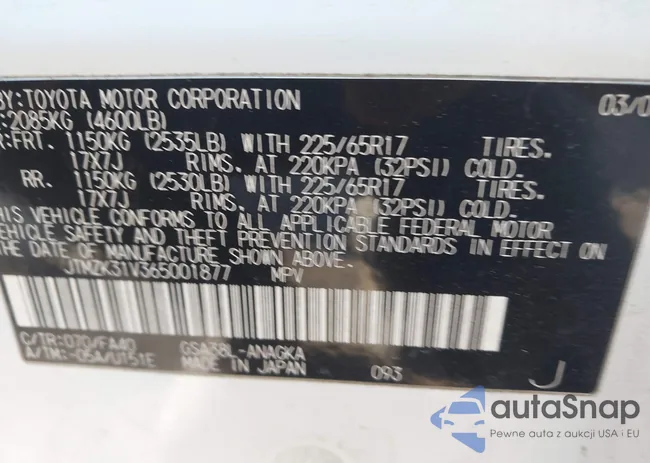 BY: TOYOTA MOTOR CORPORATION 03/0
: 2085KG (4600LB)
R: FRT. 1150KG (2535LB) WITH 225/65R17 TIRES.
17X7J RIMS. AT 220KPA (32PSI) COLD.
RR. 1150KG (2530LB) WITH 225/65R17 TIRES.
17X7J RIMS. AT 220KPA (32PSI) COLD.
HIS VEHICLE CONFORMS TO ALL APPLICABLE FEDERAL MOTOR
VEHICLE SAFETY AND THEFT PREVENTION STANDARDS IN EFFECT ON
THE DATE OF MANUFACTURE SHOWN ABOVE.
JTMZK31V365001877 MPV
C/TR: 070/FA40 GSA38L-ANAGKA
A/TM: -05A/U151E MADE IN JAPAN 093 J
autaSnap
Pewne auta z aukcji USA i EU